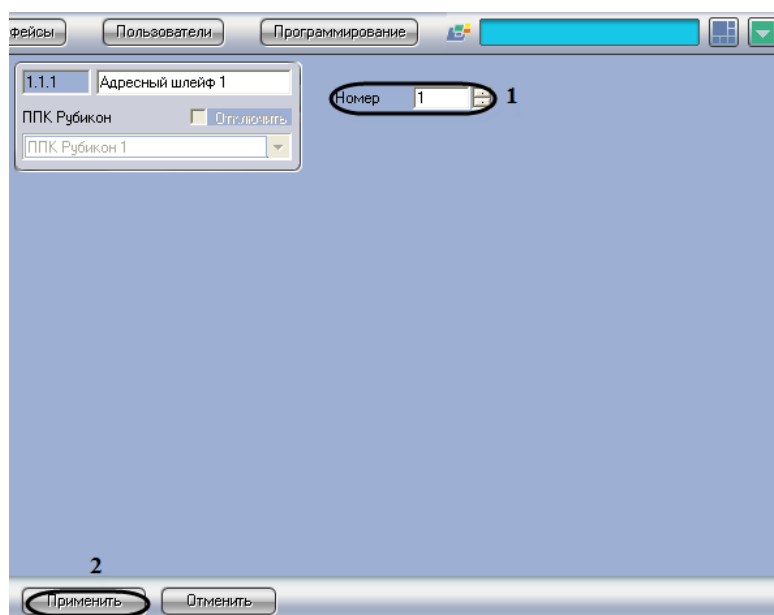 фейсы Пользователи Программирование
1.1.1 Адресный шлейф 1
Номер 1 1
ППК Рубикон Отключить
ППК Рубикон 1
2
Применить Отменить